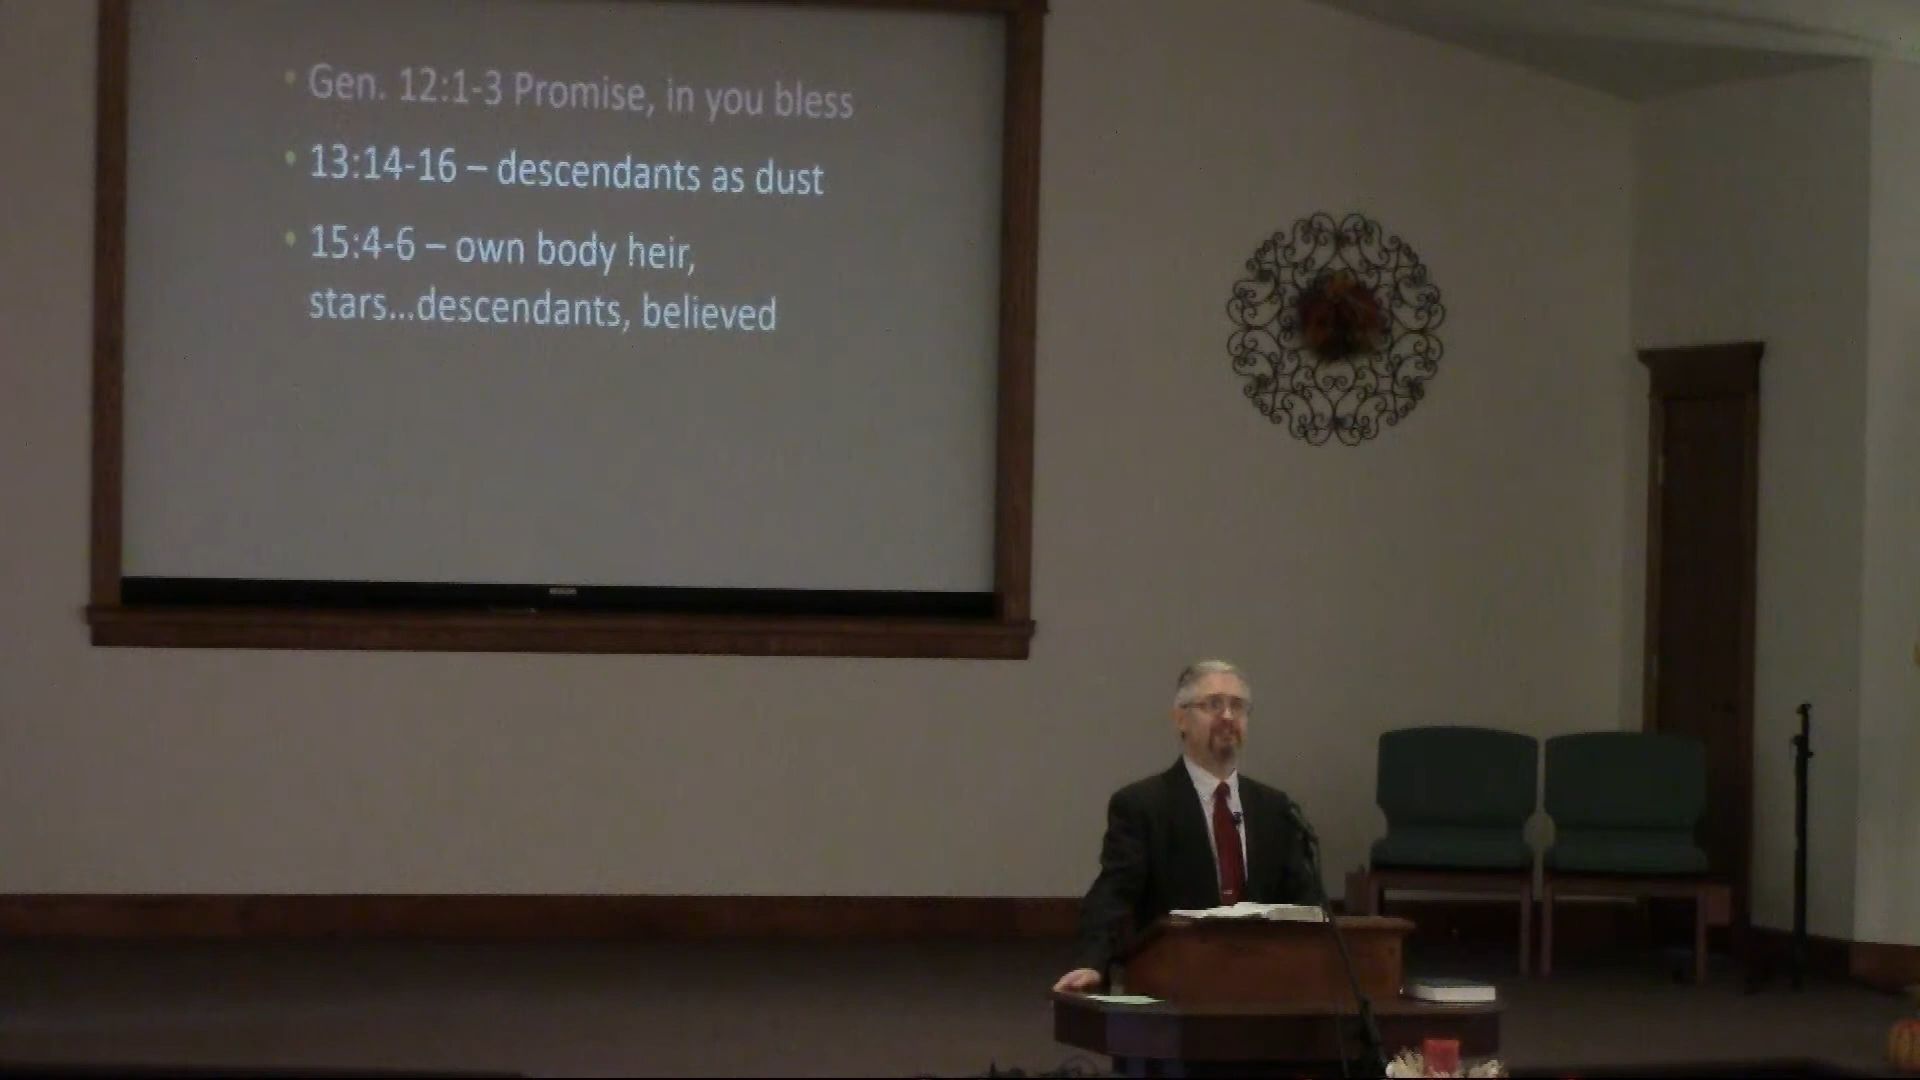 • Gen. 12:1-3 Promise, in you bless
• 13:14-16 – descendants as dust
• 15:4-6 – own body heir,
stars...descendants, believed